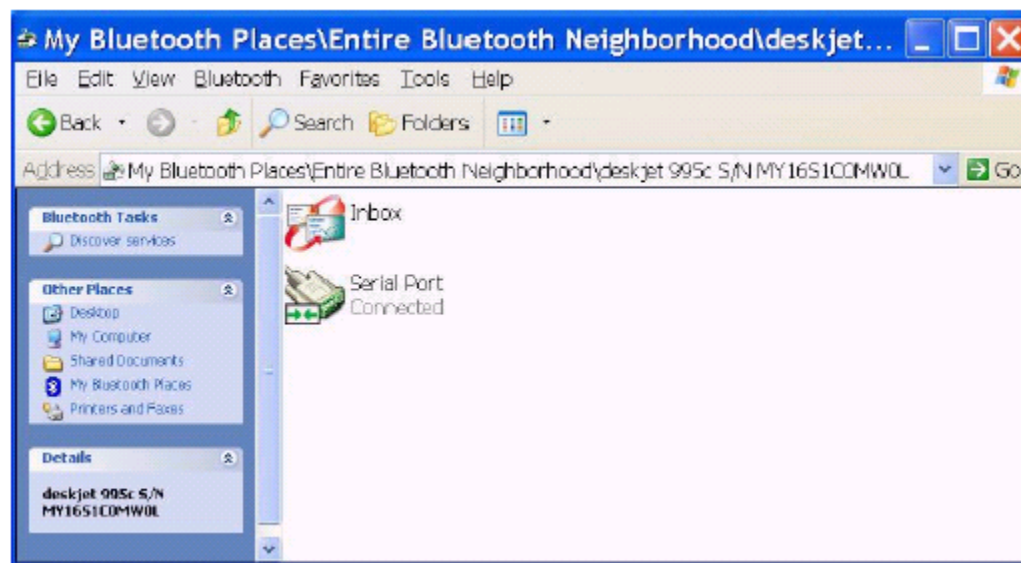 My Bluetooth Places\Entire Bluetooth Neighborhood\deskjet...
File Edit View Bluetooth Favorites Tools Help
Back Search Folders
Address My Bluetooth Places\Entire Bluetooth Neighborhood\deskjet 995c S/N MY16S1C0MW0L Go
Bluetooth Tasks
Discover services
Other Places
Desktop
My Computer
Shared Documents
My Bluetooth Places
Printers and Faxes
Details
deskjet 995c S/N
MY16S1C0MW0L
Inbox
Serial Port
Connected